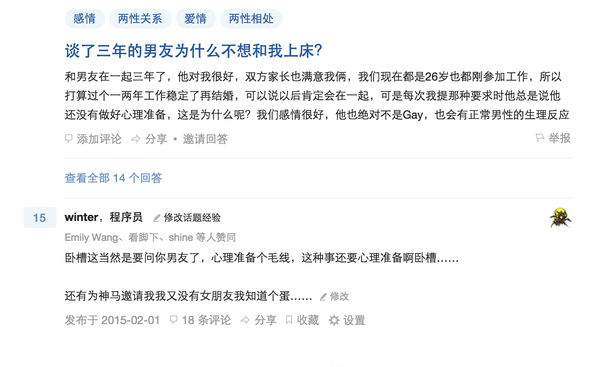 感情 两性关系 爱情 两性相处
谈了三年的男友为什么不想和我上床？
和男友在一起三年了，他对我很好，双方家长也满意我俩，我们现在都是26岁也都刚参加工作，所以
打算过个一两年工作稳定了再结婚，可以说以后肯定会在一起，可是每次我提那种要求时他总是说他
还没有做好心理准备，这是为什么呢？我们感情很好，他也绝对不是Gay，也会有正常男性的生理反应
添加评论 分享 • 邀请回答 举报
查看全部 14 个回答
15 winter，程序员 修改话题经验
Emily Wang、看脚下、shine 等人赞同
卧槽这当然是要问你男友了，心理准备个毛线，这种事还要心理准备啊卧槽……
还有为神马邀请我我又没有女朋友我知道个蛋…… 修改
发布于 2015-02-01 18 条评论 分享 收藏 设置